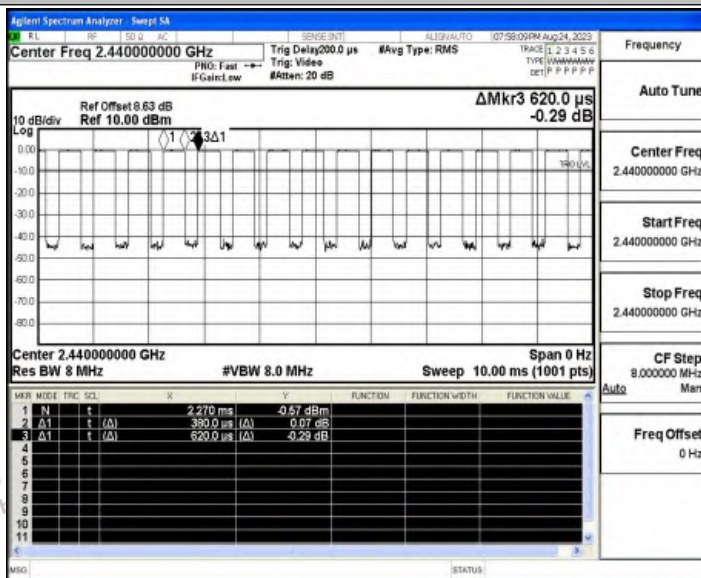 Agilent Spectrum Analyzer - Swept SA
RL RF 50 Ω AC SENSE:INT ALIGNAUTO 07:58:09PM Aug 24, 2023
Center Freq 2.440000000 GHz
PNO: Fast
IFGain:Low
Trig Delay200.0 µs
Trig: Video
#Atten: 20 dB
#Avg Type: RMS
TRACE 1 2 3 4 5 6
TYPE
DET P P P P P P
Ref Offset 8.63 dB
10 dB/div Ref 10.00 dBm
ΔMkr3 620.0 µs
-0.29 dB
Log
1 3Δ1
0.00
TRIG LVL
-10.0
-20.0
-30.0
-40.0
-50.0
-60.0
-70.0
-80.0
Center 2.440000000 GHz Span 0 Hz
Res BW 8 MHz #VBW 8.0 MHz Sweep 10.00 ms (1001 pts)
MKR MODE TRC SCL X Y FUNCTION FUNCTION WIDTH FUNCTION VALUE
1 N t 2.270 ms -0.57 dBm
2 Δ1 t (Δ) 380.0 µs (Δ) 0.07 dB
3 Δ1 t (Δ) 620.0 µs (Δ) -0.29 dB
4
5
6
7
8
9
10
11
MSG STATUS
Frequency
Auto Tune
Center Freq
2.440000000 GHz
Start Freq
2.440000000 GHz
Stop Freq
2.440000000 GHz
CF Step
8.000000 MHz
Auto Man
Freq Offset
0 Hz